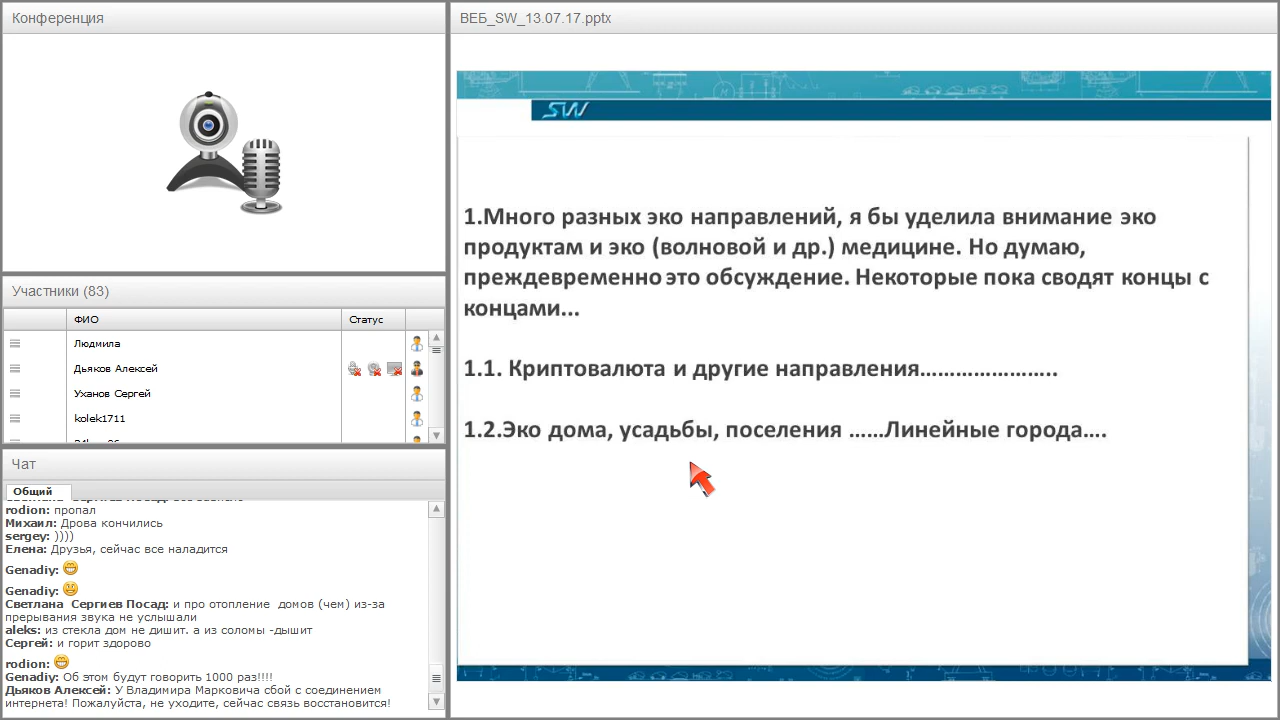 Конференция
Участники (83)
ФИО
Статус
Людмила
Дьяков Алексей
Уханов Сергей
kolek1711
Чат
Общий
rodion: пропал
Михаил: Дрова кончились
sergey: ))))
Елена: Друзья, сейчас все наладится
Genadiy:
Genadiy:
Светлана Сергиев Посад: и про отопление домов (чем) из-за
прерывания звука не услышали
aleks: из стекла дом не дишит. а из соломы -дышит
Сергей: и горит здорово
rodion:
Genadiy: Об этом будут говорить 1000 раз!!!!
Дьяков Алексей: У Владимира Марковича сбой с соединением
интернета! Пожалуйста, не уходите, сейчас связь восстановится!
ВЕБ_SW_13.07.17.pptx
SW
1.Много разных эко направлений, я бы уделила внимание эко
продуктам и эко (волновой и др.) медицине. Но думаю,
преждевременно это обсуждение. Некоторые пока сводят концы с
концами...
1.1. Криптовалюта и другие направления…………………..
1.2.Эко дома, усадьбы, поселения ……Линейные города….